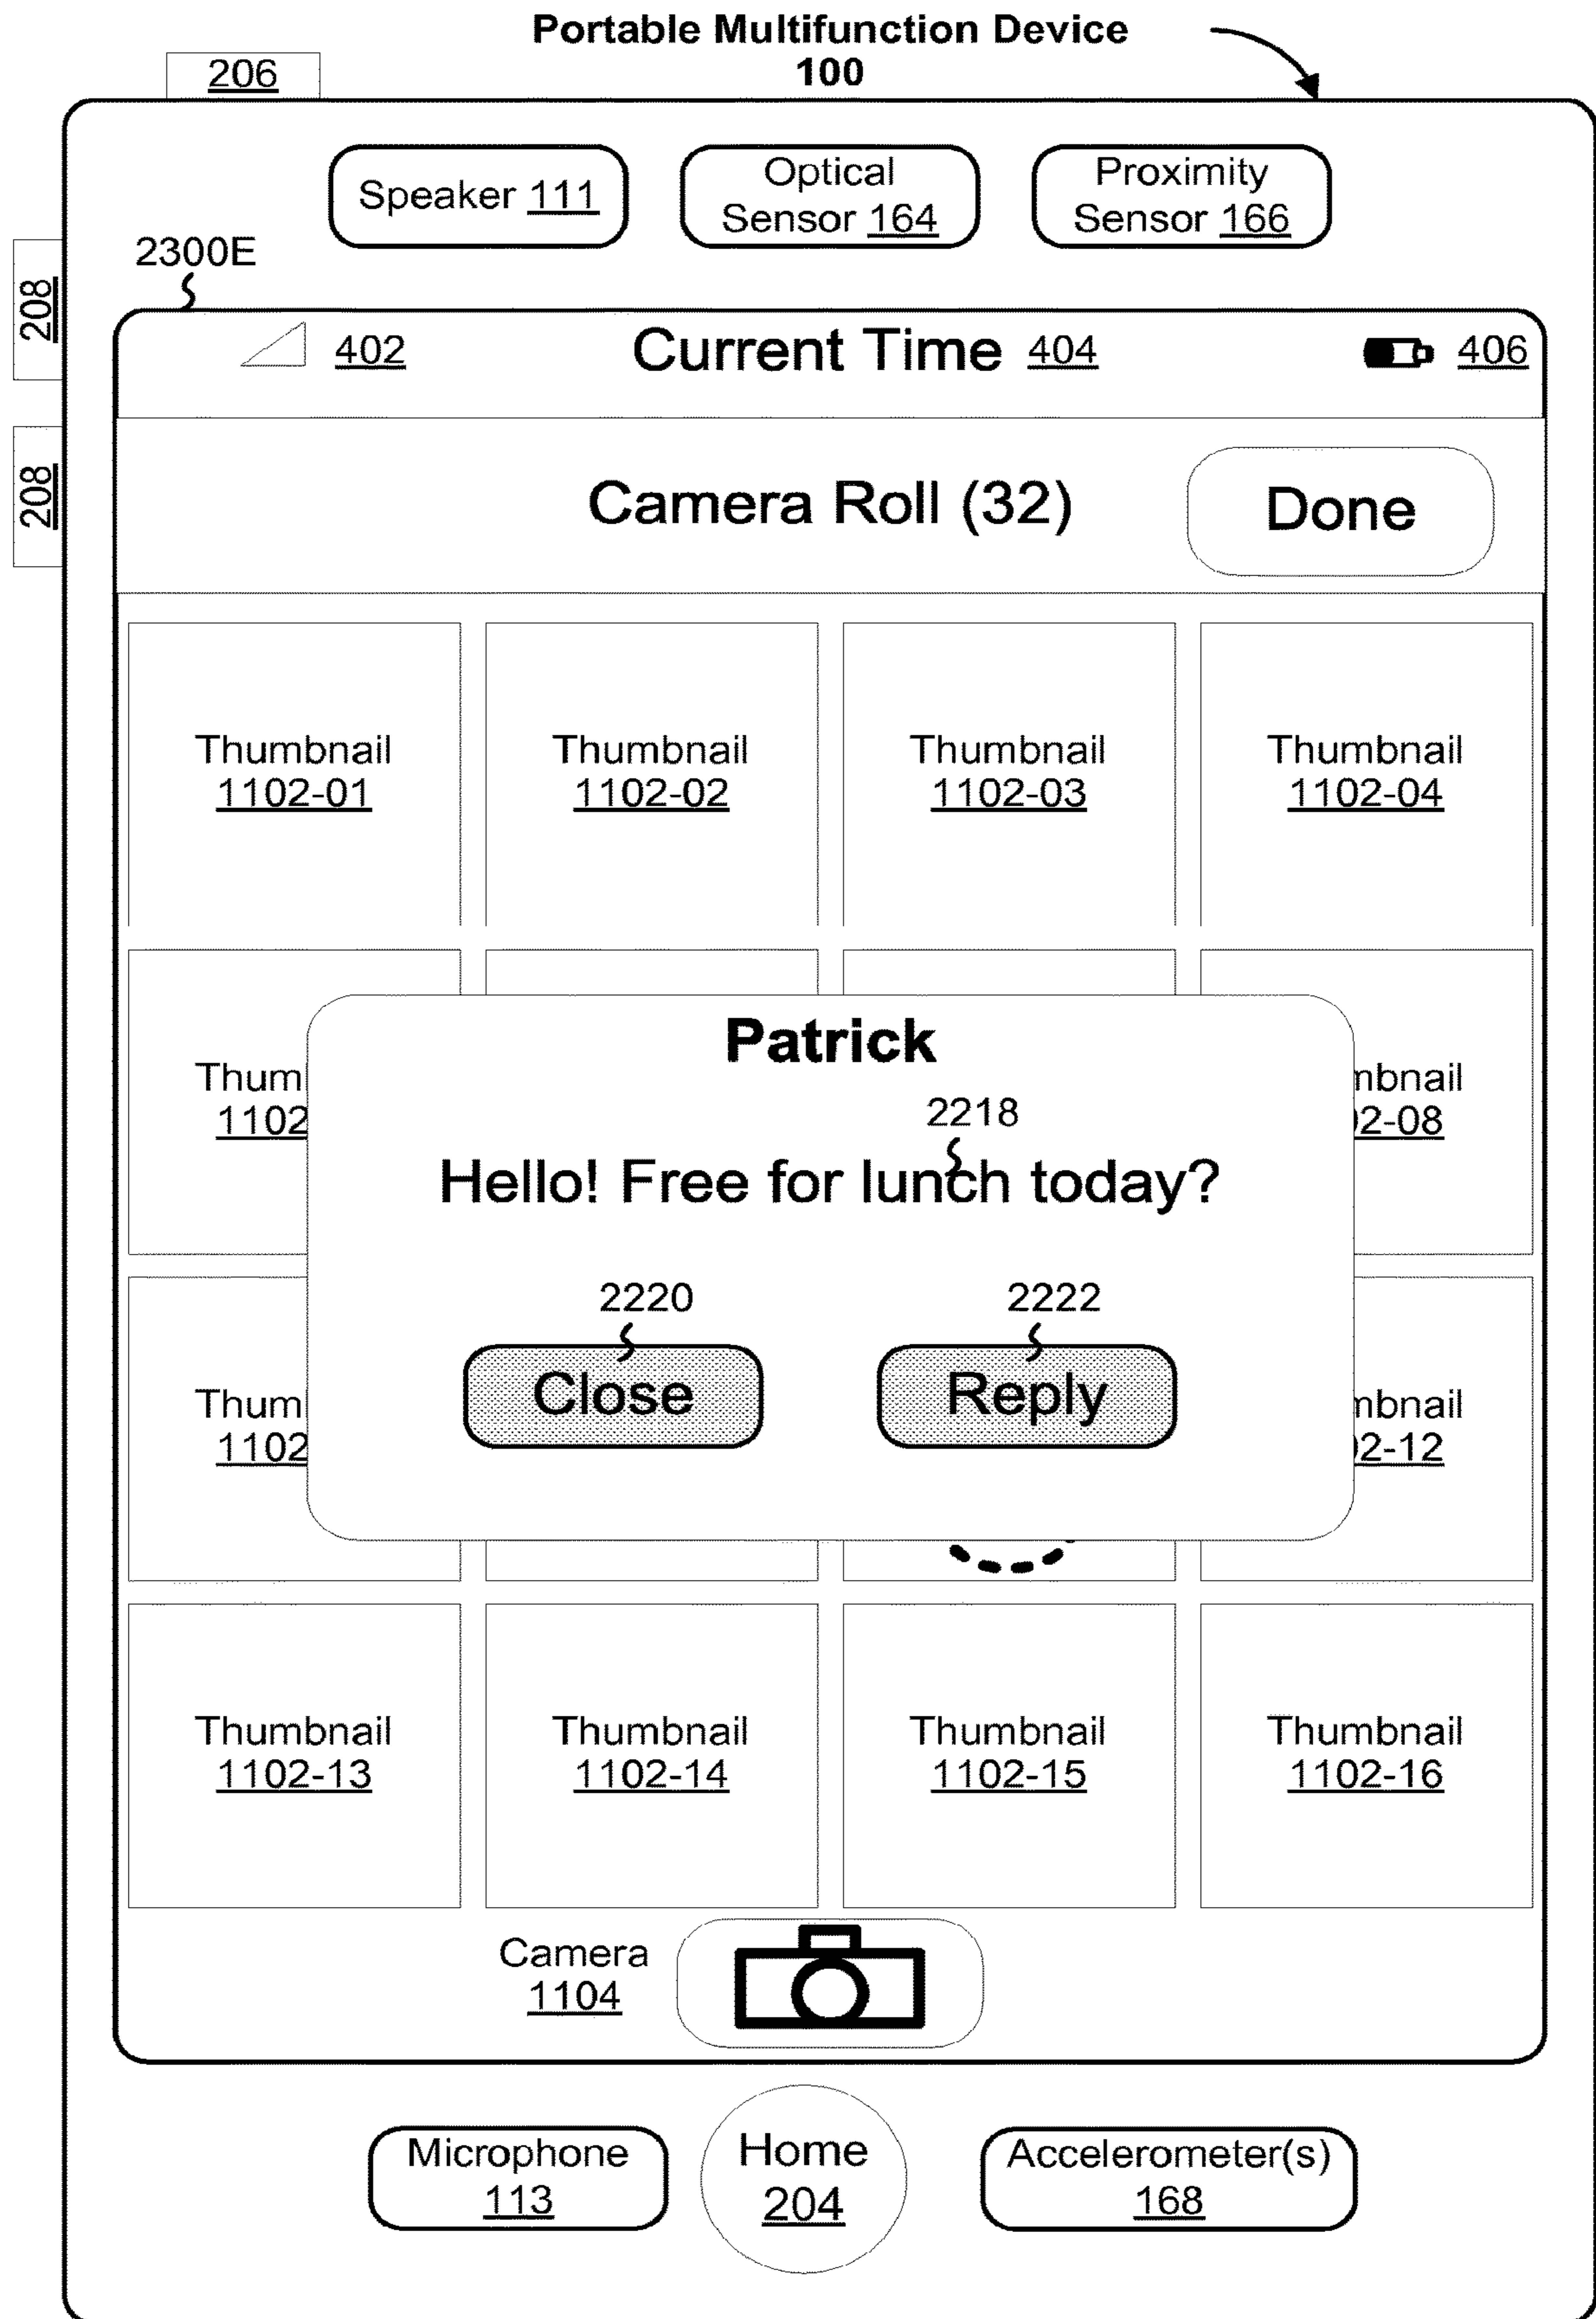 Portable Multifunction Device
100
206
Speaker 111
Optical
Sensor 164
Proximity
Sensor 166
2300E
208
208
402
Current Time 404
406
Camera Roll (32)
Done
Thumbnail
1102-01
Thumbnail
1102-02
Thumbnail
1102-03
Thumbnail
1102-04
Thum
1102
mbnail
2-08
Patrick
2218
Hello! Free for lunch today?
2220
2222
Close
Reply
Thum
1102
mbnail
2-12
Thumbnail
1102-13
Thumbnail
1102-14
Thumbnail
1102-15
Thumbnail
1102-16
Camera
1104
Microphone
113
Home
204
Accelerometer(s)
168